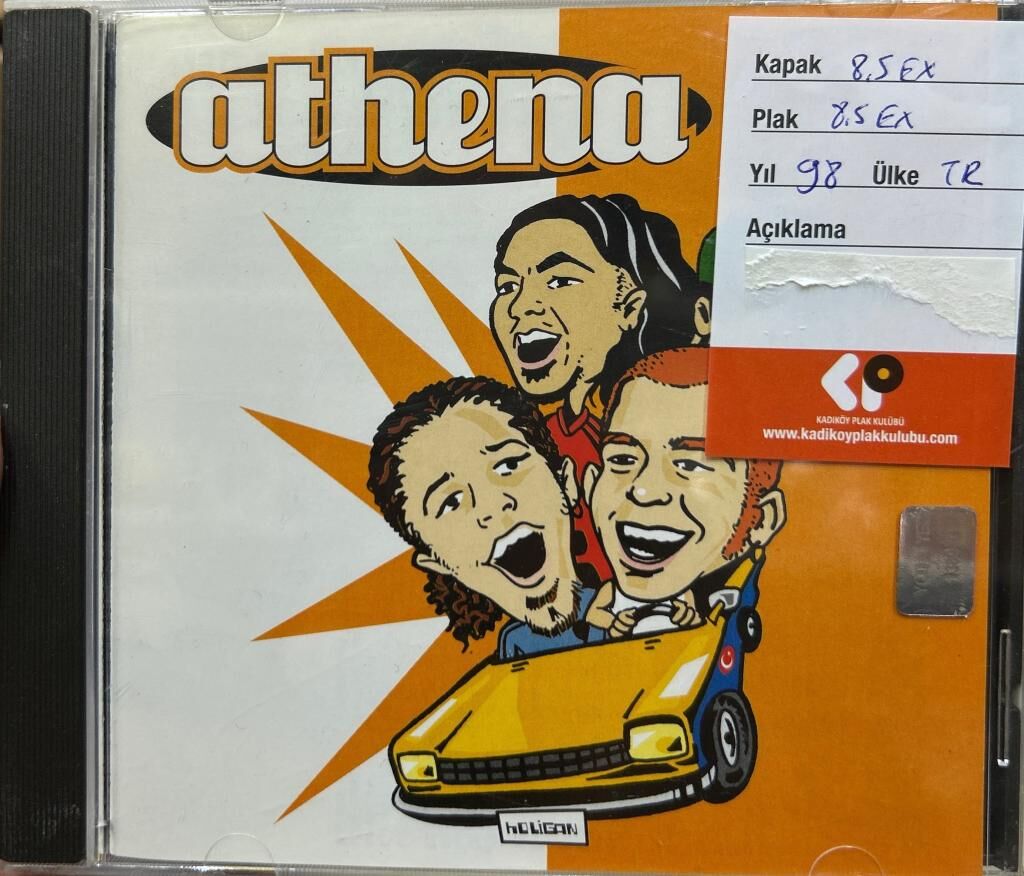 athena
Kapak 8.5 EX
Plak 8.5 EX
Yıl 98 Ülke TR
Açıklama
KADIKÖY PLAK KULÜBÜ
www.kadikoyplakkulubu.com
hOLiGAN